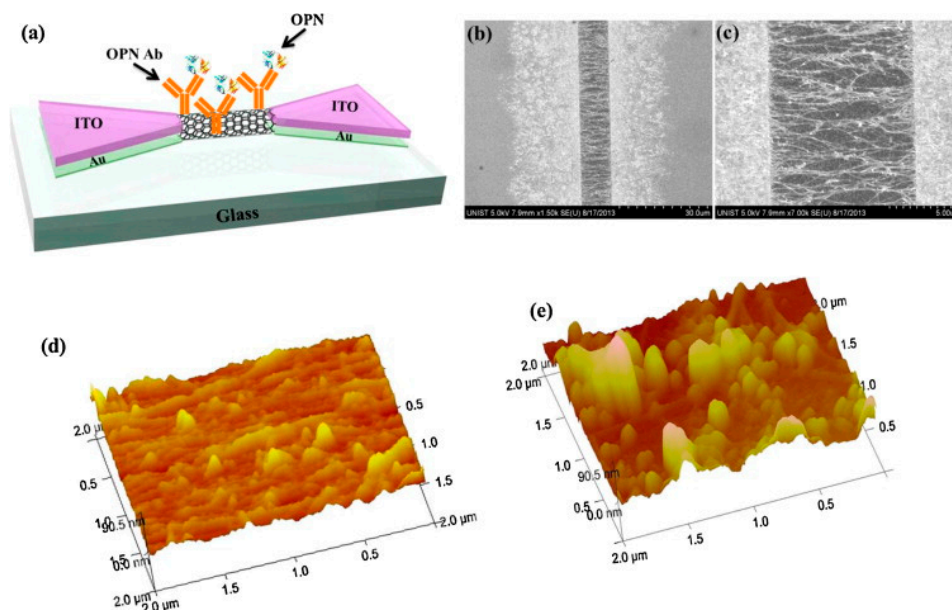 (a)
OPN Ab
OPN
ITO
ITO
Au
Au
Glass
(b)
UNIST 5.0kV 7.9mm x1.50k SE(U) 8/17/2013
30.0um
(c)
UNIST 5.0kV 7.9mm x7.00k SE(U) 8/17/2013
5.00
(d)
2.0 µm
1.0
90.5 nm
1.5
0.0 nm
2.0 µm
2.0 µm
1.5
1.0
0.5
0.5
1.0
1.5
2.0 µm
(e)
2.0 µm
2.0 µm
1.5
1.0
90.5 nm
0.5
0.0 nm
2.0 µm
1.5
1.0
0.5
0 µm
1.5
1.0
0.5